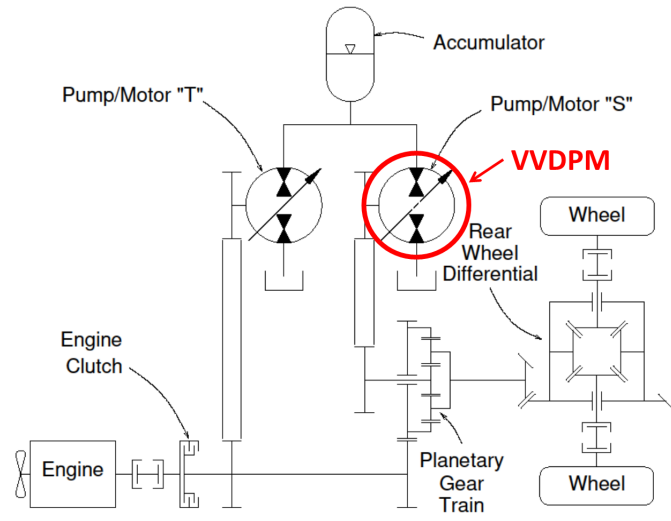 Accumulator
Pump/Motor "T"
Pump/Motor "S"
VVDPM
Wheel
Rear
Wheel
Differential
Engine
Clutch
Engine
Planetary
Gear
Train
Wheel